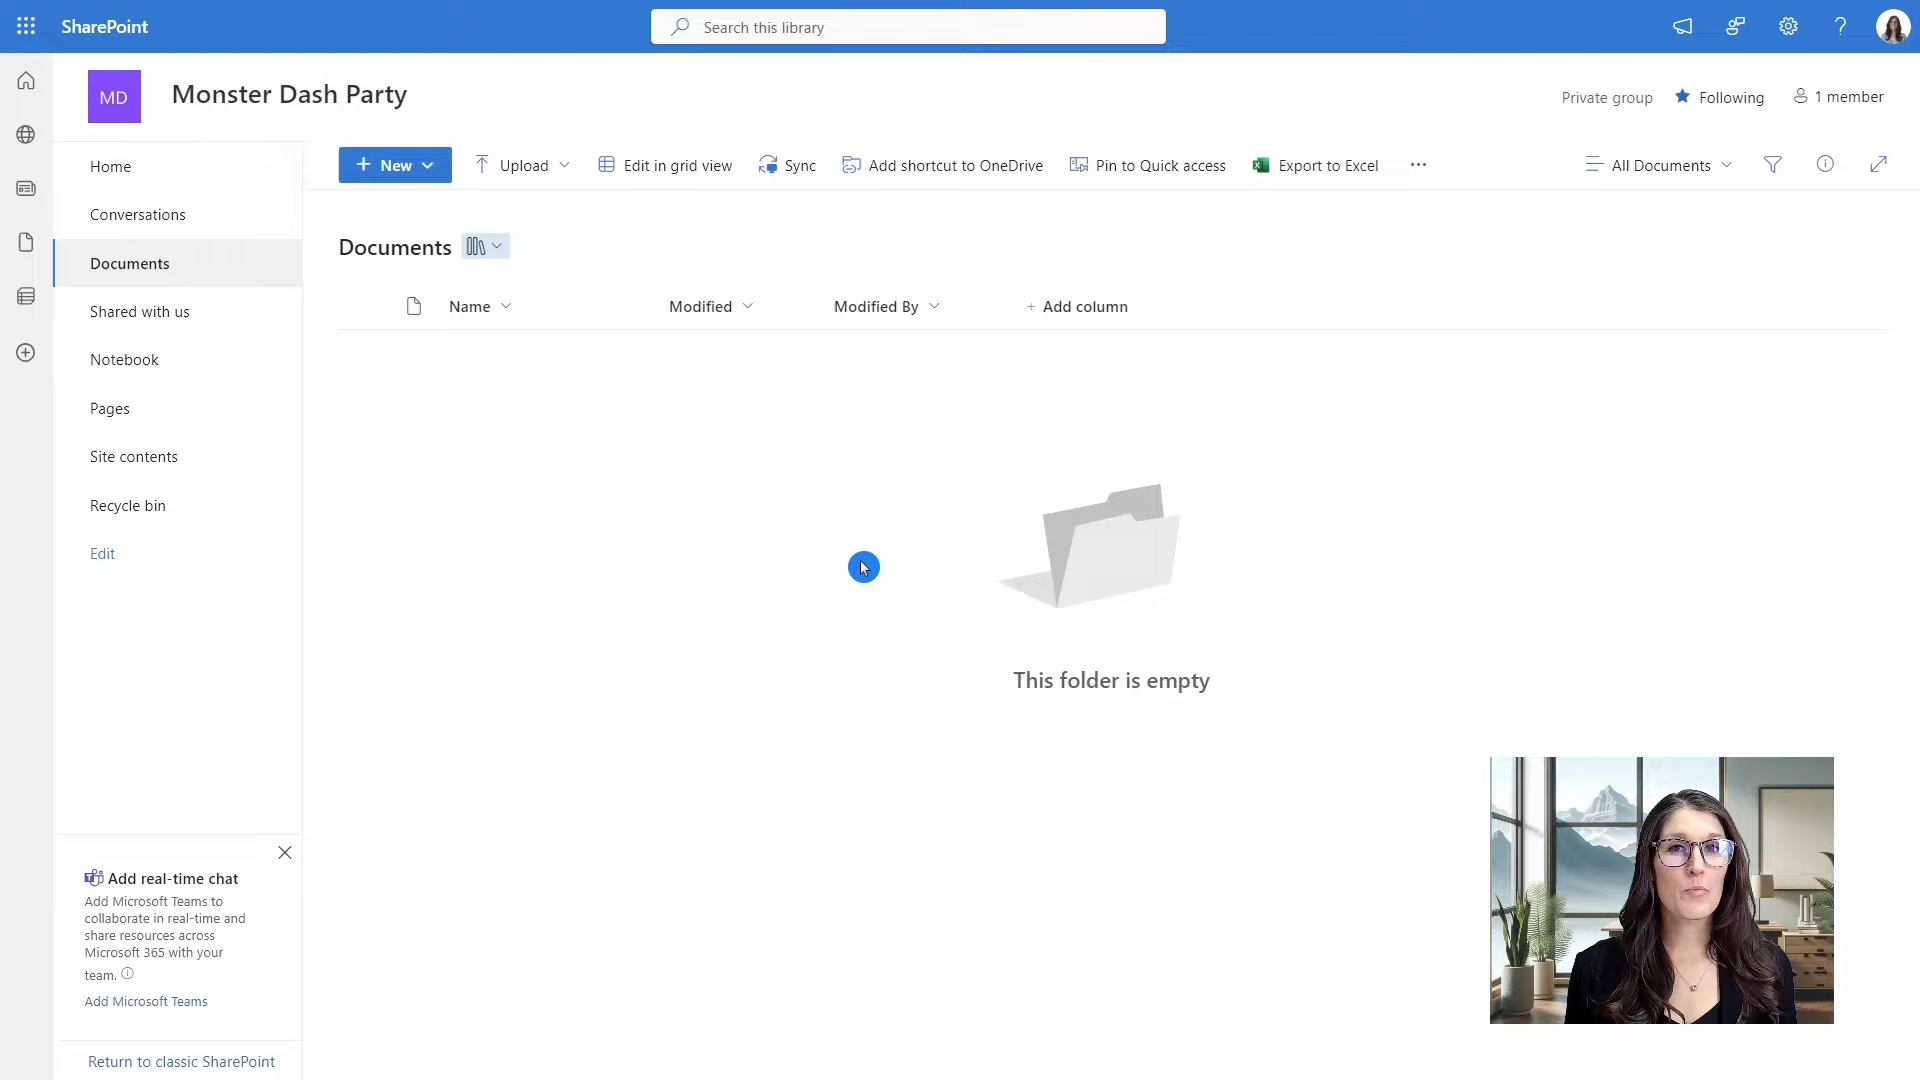 SharePoint
Search this library
MD
Monster Dash Party
Private group
Following
1 member
Home
Conversations
Documents
Shared with us
Notebook
Pages
Site contents
Recycle bin
Edit
+ New
Upload
Edit in grid view
Sync
Add shortcut to OneDrive
Pin to Quick access
Export to Excel
All Documents
Documents
Name
Modified
Modified By
+ Add column
This folder is empty
Add real-time chat
Add Microsoft Teams to
collaborate in real-time and
share resources across
Microsoft 365 with your
team.
Add Microsoft Teams
Return to classic SharePoint